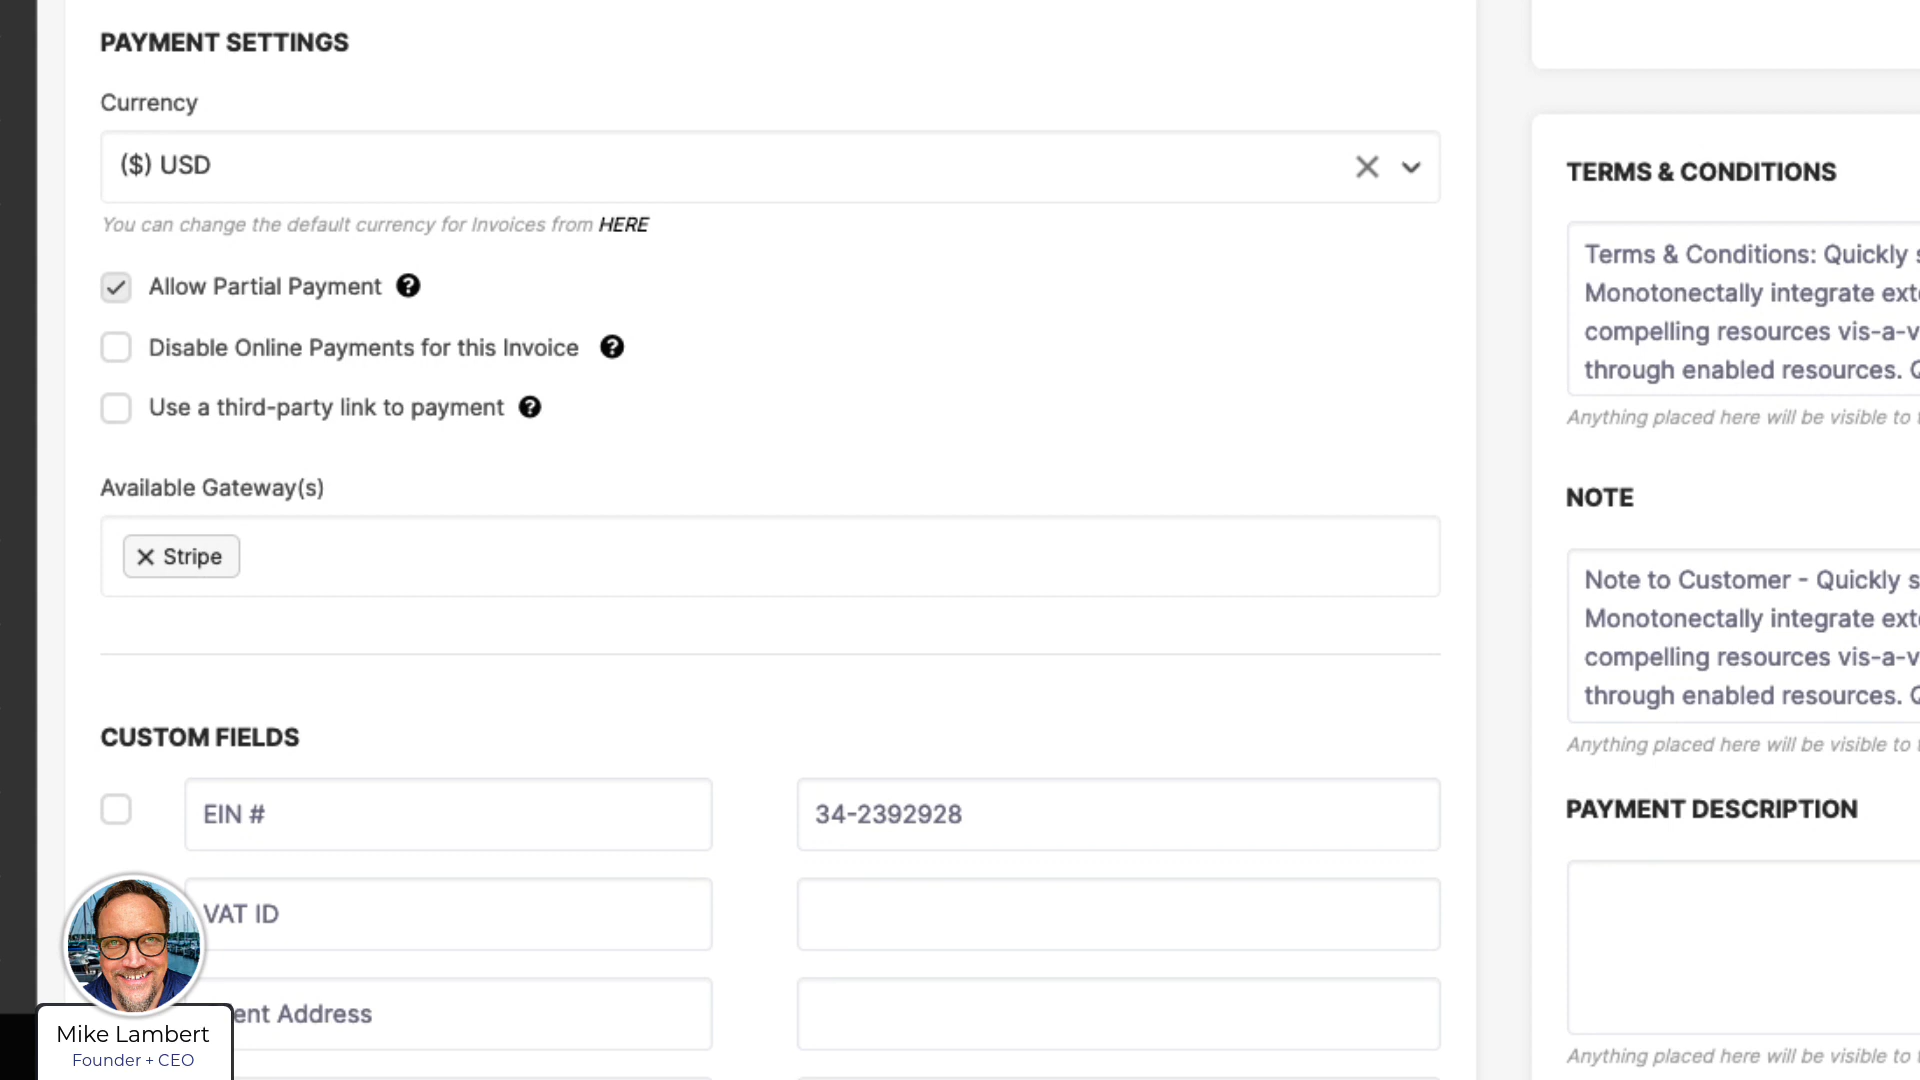 PAYMENT SETTINGS
Currency
($) USD
You can change the default currency for Invoices from HERE
Allow Partial Payment
Disable Online Payments for this Invoice
Use a third-party link to payment
Available Gateway(s)
Stripe
CUSTOM FIELDS
EIN #
34-2392928
VAT ID
Address
Mike Lambert
Founder + CEO
TERMS & CONDITIONS
Terms & Conditions: Quickly
Monotonectally integrate
compelling resources vis-a-v
through enabled resources.
Anything placed here will be visible to
NOTE
Note to Customer - Quickly
Monotonectally integrate
compelling resources vis-a-v
through enabled resources.
Anything placed here will be visible to
PAYMENT DESCRIPTION
Anything placed here will be visible to